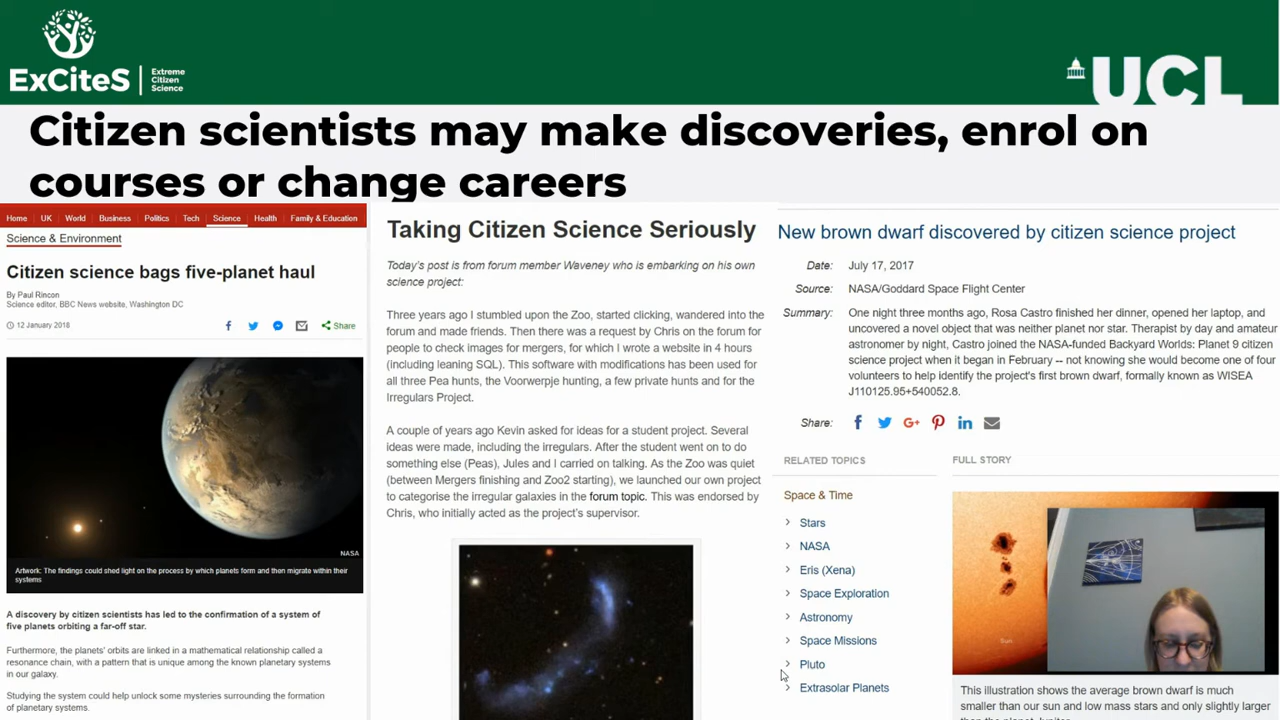 ExCiteS
Extreme
Citizen
Science
UCL
Citizen scientists may make discoveries, enrol on
courses or change careers
Home UK World Business Politics Tech Science Health Family & Education
Science & Environment
Citizen science bags five-planet haul
By Paul Rincon
Science editor, BBC News website, Washington DC
12 January 2018
Share
NASA
Artwork: The findings could shed light on the process by which planets form and then migrate within their
systems
A discovery by citizen scientists has led to the confirmation of a system of
five planets orbiting a far-off star.
Furthermore, the planets' orbits are linked in a mathematical relationship called a
resonance chain, with a pattern that is unique among the known planetary systems
in our galaxy.
Studying the system could help unlock some mysteries surrounding the formation
of planetary systems.
Taking Citizen Science Seriously
Today's post is from forum member Waveney who is embarking on his own
science project:
Three years ago I stumbled upon the Zoo, started clicking, wandered into the
forum and made friends. Then there was a request by Chris on the forum for
people to check images for mergers, for which I wrote a website in 4 hours
(including leaning SQL). This software with modifications has been used for
all three Pea hunts, the Voorwerpje hunting, a few private hunts and for the
Irregulars Project.
A couple of years ago Kevin asked for ideas for a student project. Several
ideas were made, including the irregulars. After the student went on to do
something else (Peas), Jules and I carried on talking. As the Zoo was quiet
(between Mergers finishing and Zoo2 starting), we launched our own project
to categorise the irregular galaxies in the forum topic. This was endorsed by
Chris, who initially acted as the project's supervisor.
New brown dwarf discovered by citizen science project
Date: July 17, 2017
Source: NASA/Goddard Space Flight Center
Summary: One night three months ago, Rosa Castro finished her dinner, opened her laptop, and
uncovered a novel object that was neither planet nor star. Therapist by day and amateur
astronomer by night, Castro joined the NASA-funded Backyard Worlds: Planet 9 citizen
science project when it began in February -- not knowing she would become one of four
volunteers to help identify the project's first brown dwarf, formally known as WISEA
J110125.95+540052.8.
Share:
RELATED TOPICS
Space & Time
Stars
NASA
Eris (Xena)
Space Exploration
Astronomy
Space Missions
Pluto
Extrasolar Planets
FULL STORY
Sun
This illustration shows the average brown dwarf is much
smaller than our sun and low mass stars and only slightly larger